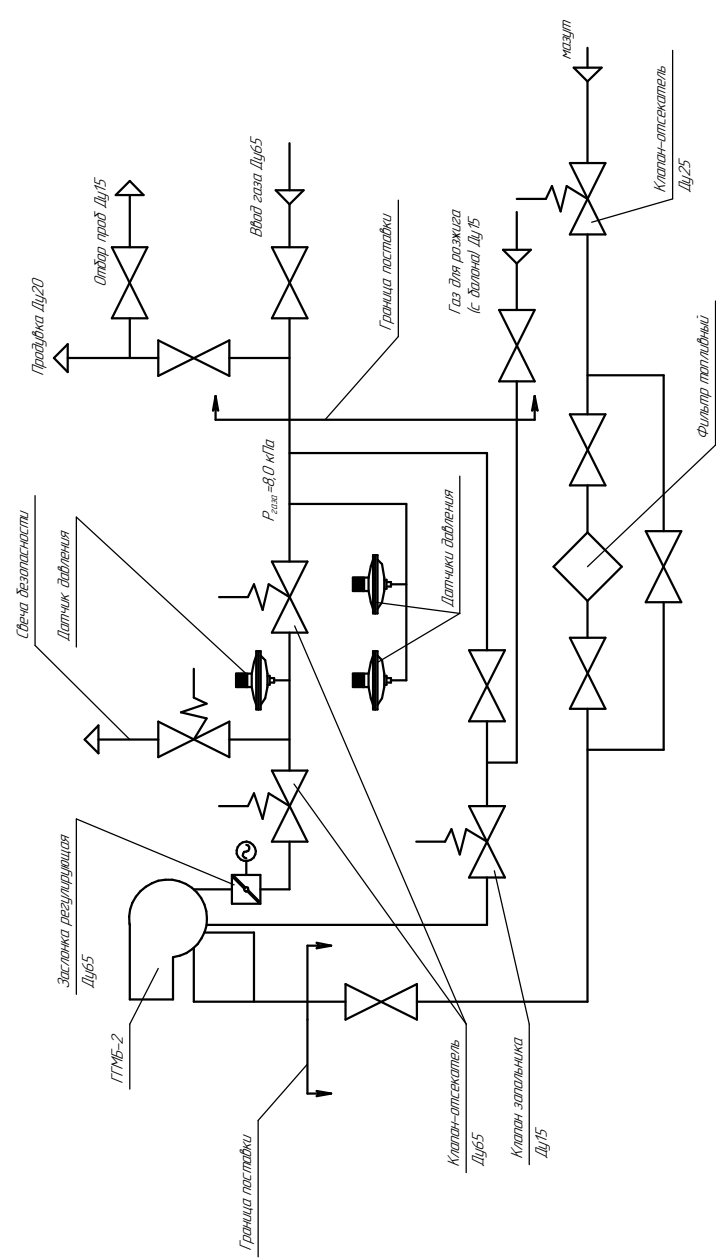 ГГМБ-2
Заслонка регулирующая
Ду65
Свеча безопасности
Датчик давления
Продувка Ду20
Отбор проб Ду15
Ввод газа Ду65
Pгаза=8,0 кПа
Граница поставки
Датчики давления
Газ для розжига
(с балона) Ду15
мазут
Клапан-отсекатель
Ду25
Фильтр топливный
Граница поставки
Клапан-отсекатель
Ду65
Клапан запальника
Ду15